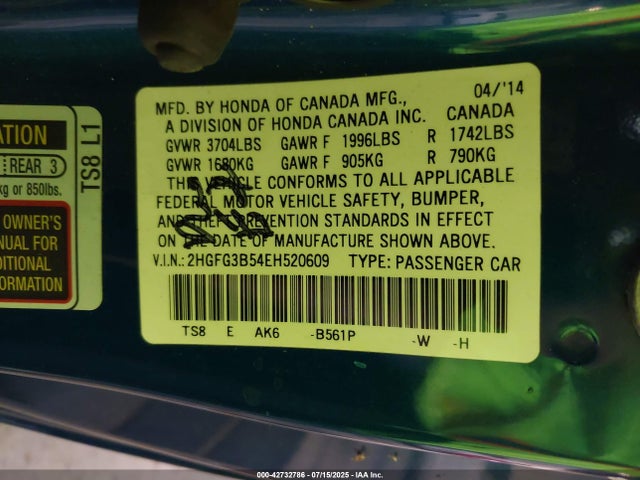 MFD. BY HONDA OF CANADA MFG., 04/'14
A DIVISION OF HONDA CANADA INC. CANADA
GVWR 3704LBS GAWR F 1996LBS R 1742LBS
GVWR 1680KG GAWR F 905KG R 790KG
THIS VEHICLE CONFORMS TO ALL APPLICABLE
FEDERAL MOTOR VEHICLE SAFETY, BUMPER,
AND THEFT PREVENTION STANDARDS IN EFFECT
ON THE DATE OF MANUFACTURE SHOWN ABOVE.
V.I.N.: 2HGFG3B54EH520609 TYPE: PASSENGER CAR
TS8 E AK6 -B561P -W -H
ATION
REAR 3
kg or 850lbs.
OWNER'S
ANUAL FOR
DITIONAL
FORMATION
TS8 L1
000-42732786 - 07/15/2025 - IAA Inc.